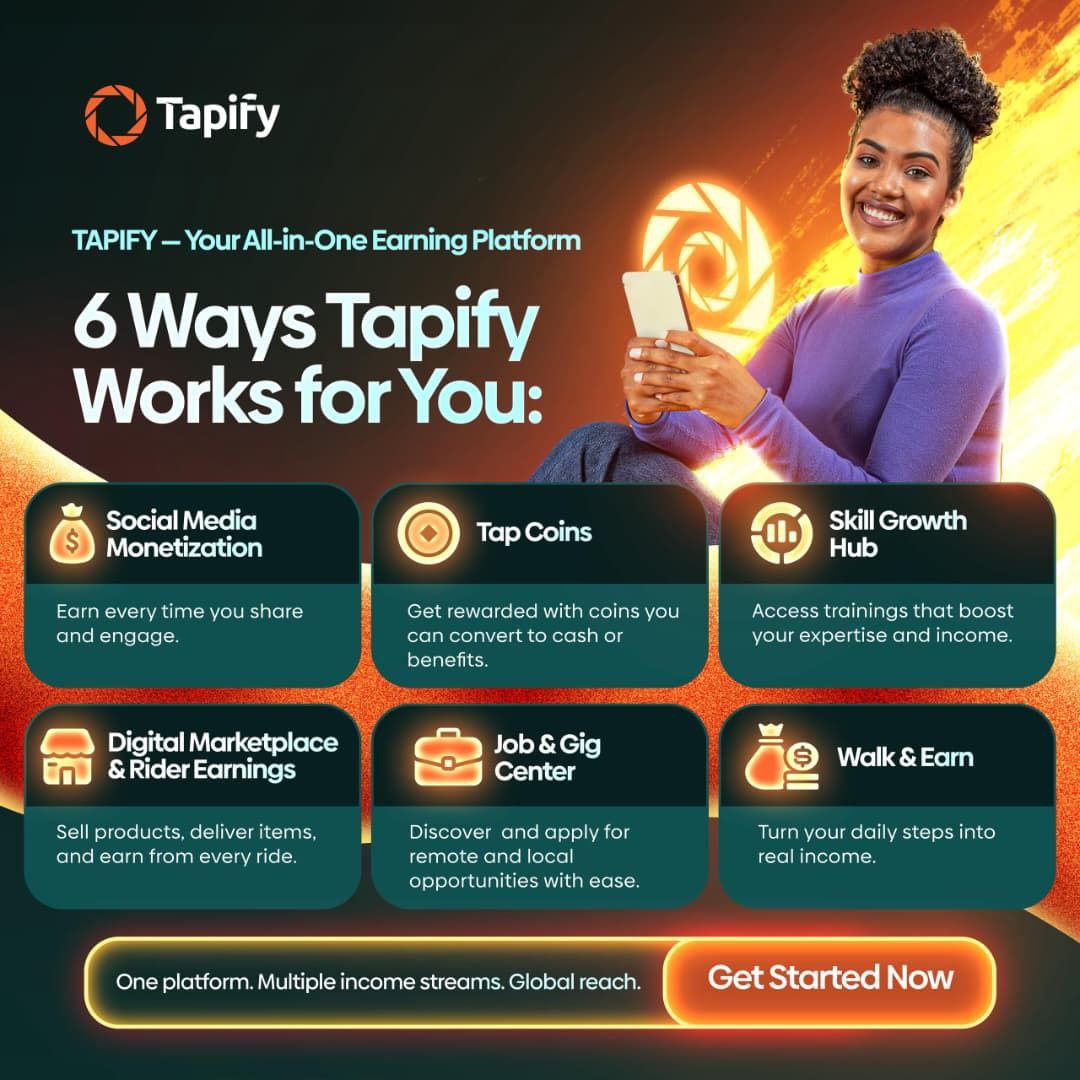 Tapify
TAPIFY — Your All-in-One Earning Platform
6 Ways Tapify
Works for You:
Social Media
Monetization
Earn every time you share
and engage.
Tap Coins
Get rewarded with coins you
can convert to cash or
benefits.
Skill Growth
Hub
Access trainings that boost
your expertise and income.
Digital Marketplace
& Rider Earnings
Sell products, deliver items,
and earn from every ride.
Job & Gig
Center
Discover and apply for
remote and local
opportunities with ease.
Walk & Earn
Turn your daily steps into
real income.
One platform. Multiple income streams. Global reach.
Get Started Now